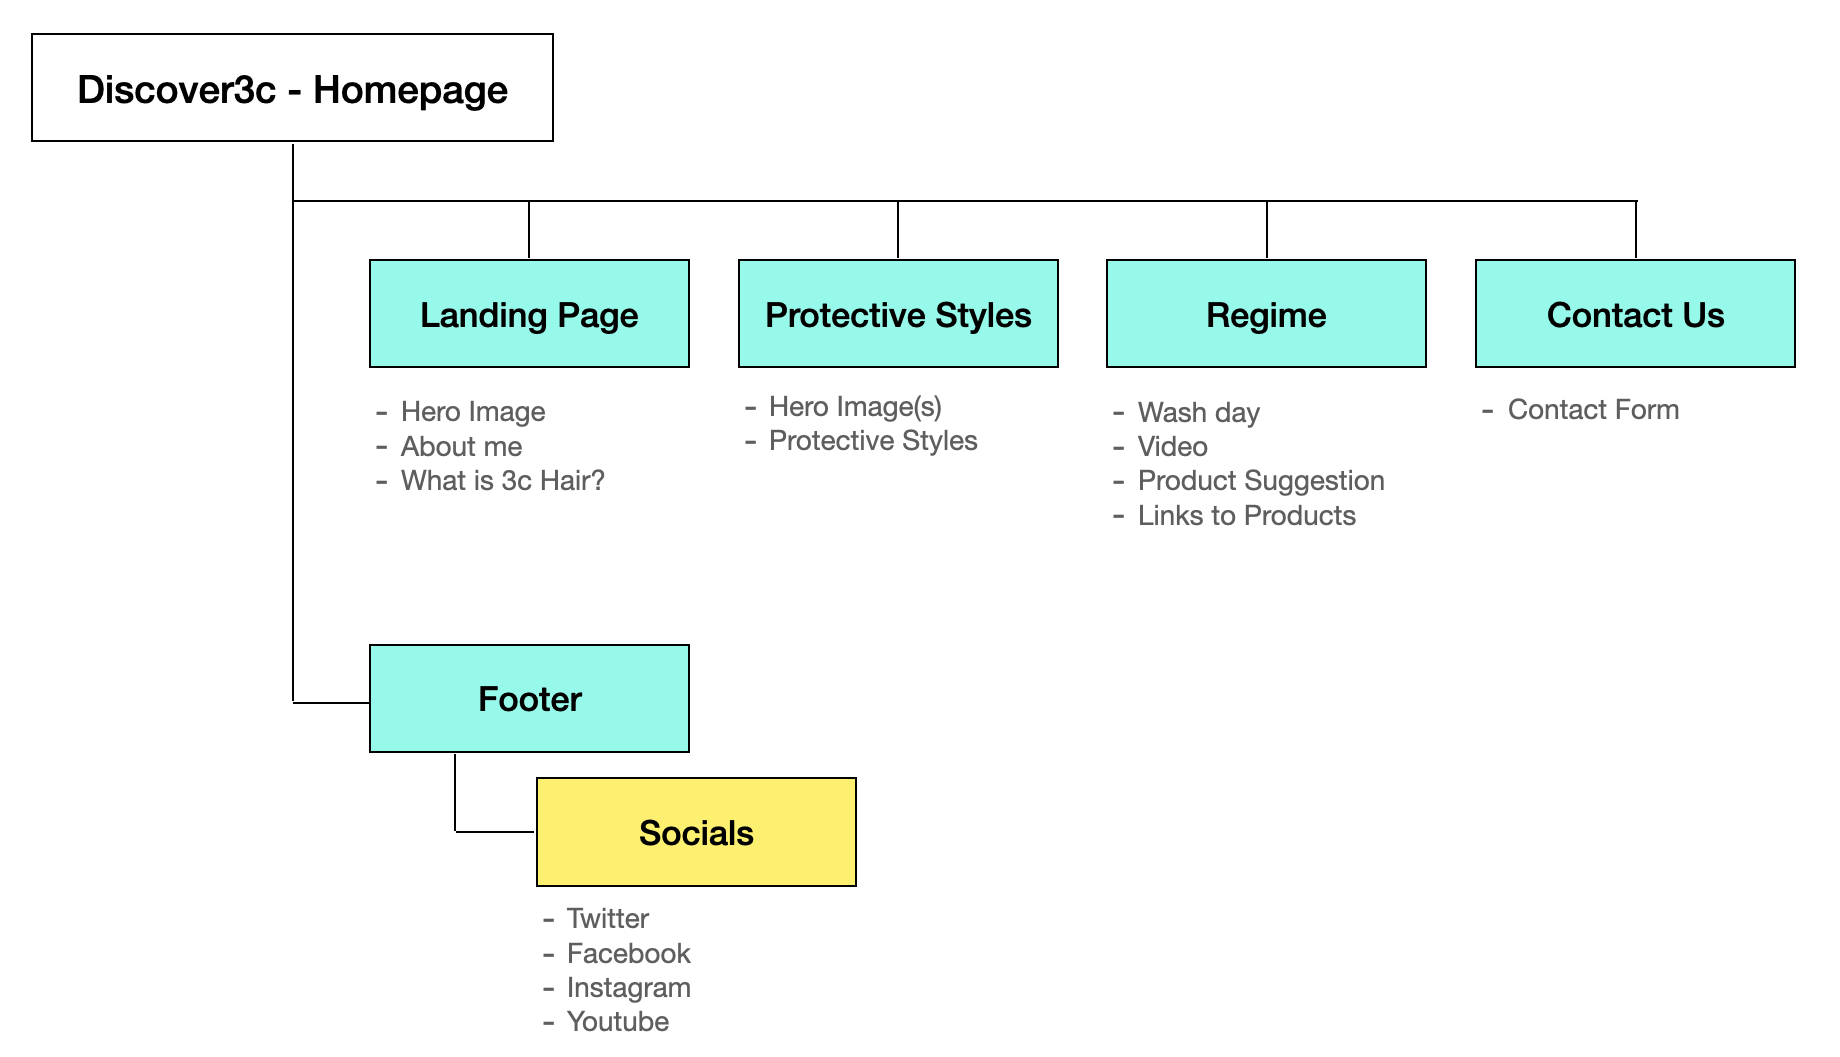 Discover3c - Homepage
Landing Page
- Hero Image
- About me
- What is 3c Hair?
Protective Styles
- Hero Image(s)
- Protective Styles
Regime
- Wash day
- Video
- Product Suggestion
- Links to Products
Contact Us
- Contact Form
Footer
Socials
- Twitter
- Facebook
- Instagram
- Youtube